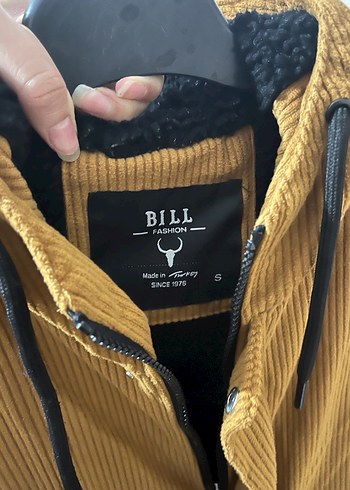 BILL
FASHION
Made in Turkey S
SINCE 1976